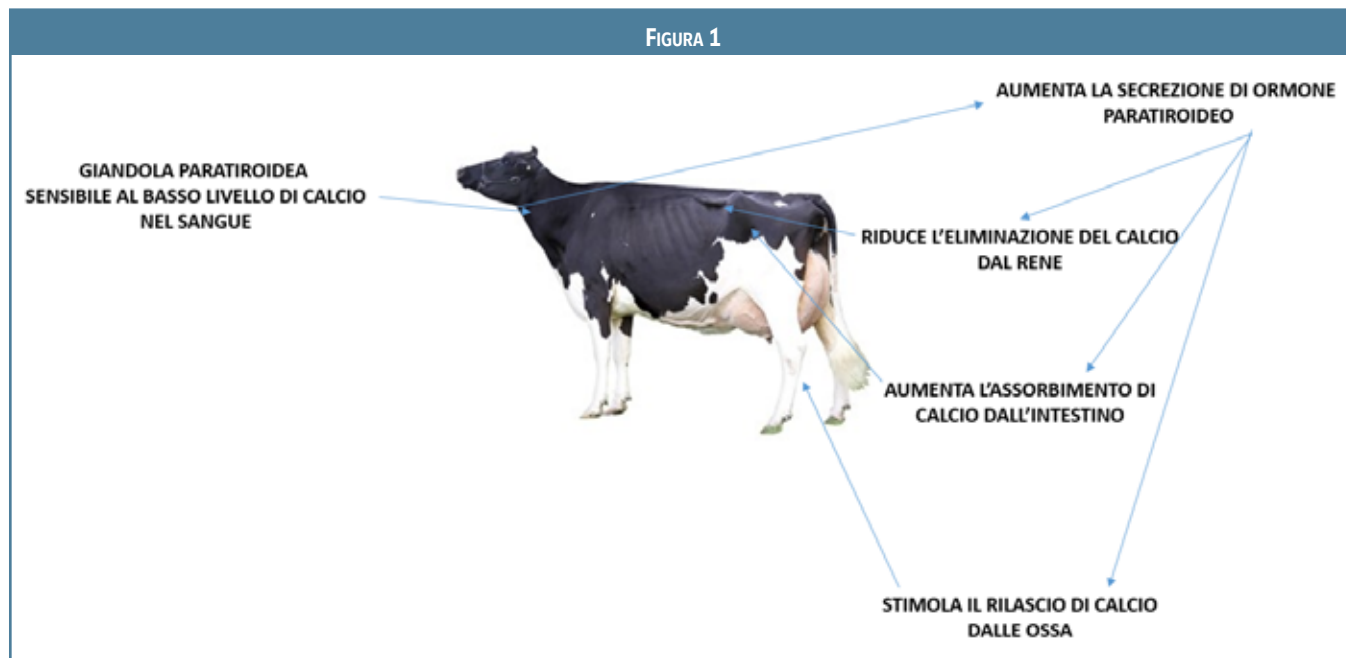 FIGURA 1
AUMENTA LA SECREZIONE DI ORMONE
PARATIROIDEO
GIANDOLA PARATIROIDEA
SENSIBILE AL BASSO LIVELLO DI CALCIO
NEL SANGUE
RIDUCE L'ELIMINAZIONE DEL CALCIO
DAL RENE
AUMENTA L'ASSORBIMENTO DI
CALCIO DALL'INTESTINO
STIMOLA IL RILASCIO DI CALCIO
DALLE OSSA